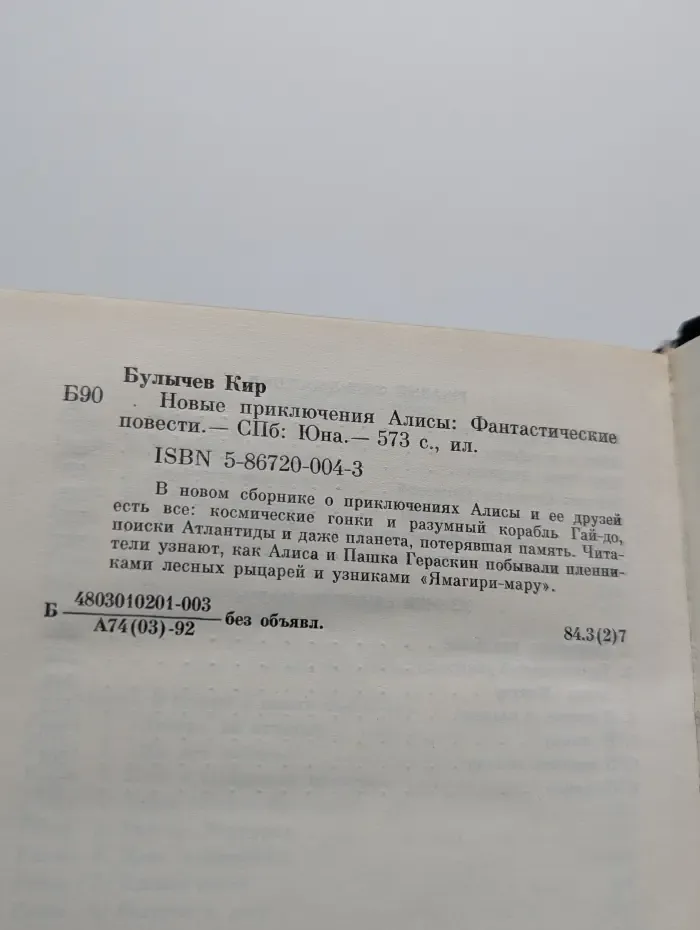 Булычев Кир
Б90
Новые приключения Алисы: Фантастические
повести.— СПб: Юна.— 573 с., ил.
ISBN 5-86720-004-3
В новом сборнике о приключениях Алисы и ее друзей
есть все: космические гонки и разумный корабль Гай-до,
поиски Атлантиды и даже планета, потерявшая память. Чита-
тели узнают, как Алиса и Пашка Гераскин побывали пленни-
ками лесных рыцарей и узниками «Ямагири-мару».
4803010201-003
Б без объявл.
А74(03)-92
84.3(2)7